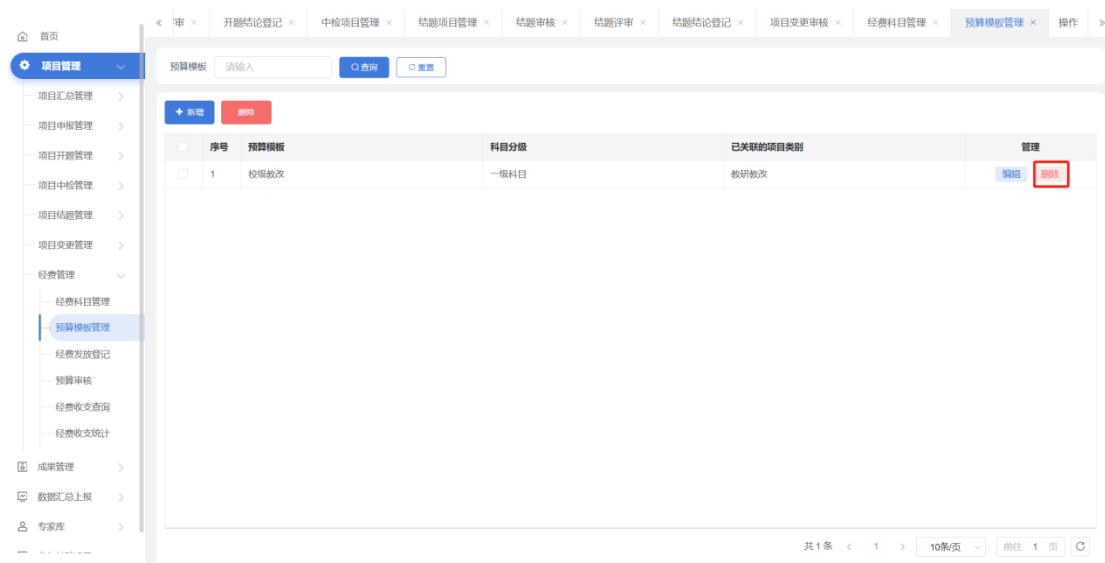 首页
项目管理
项目汇总管理
项目申报管理
项目开题管理
项目中检管理
项目结题管理
项目变更管理
经费管理
经费科目管理
预算模板管理
经费发放登记
预算审核
经费收支查询
经费收支统计
成果管理
数据汇总上报
专家库
« 审 × 开题结论登记 × 中检项目管理 × 结题项目管理 × 结题审核 × 结题评审 × 结题结论登记 × 项目变更审核 × 经费科目管理 × 预算模板管理 × 操作 »
预算模板 请输入 查询 重置
+ 新增 删除
序号 预算模板 科目分级 已关联的项目类别 管理
1 校级教改 一级科目 教研教改 编辑 删除
共1条 < 1 > 10条/页 前往 1 页